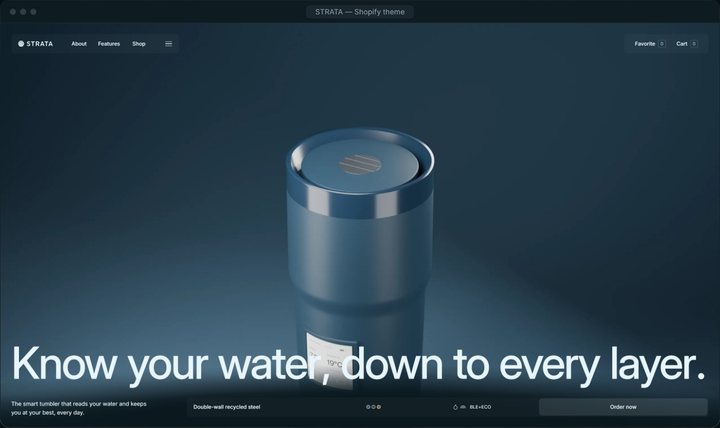 STRATA — Shopify theme
STRATA
About
Features
Shop
Favorite 0
Cart 0
19°C
Know your water, down to every layer.
The smart tumbler that reads your water and keeps
you at your best, every day.
Double-wall recycled steel
BLE+ECO
Order now